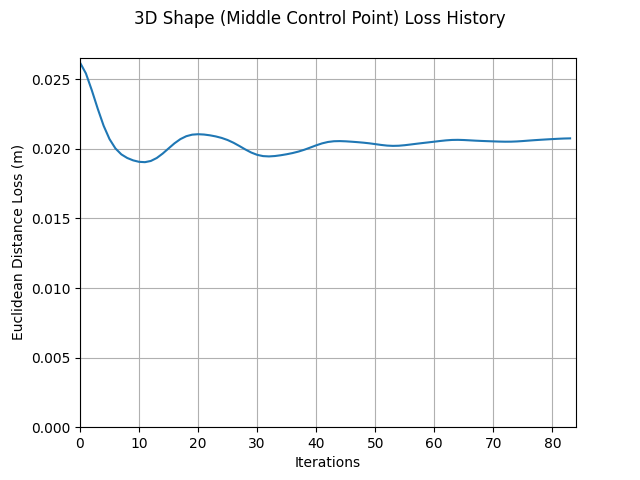 3D Shape (Middle Control Point) Loss History
Euclidean Distance Loss (m)
0.025
0.020
0.015
0.010
0.005
0.000
0 10 20 30 40 50 60 70 80
Iterations